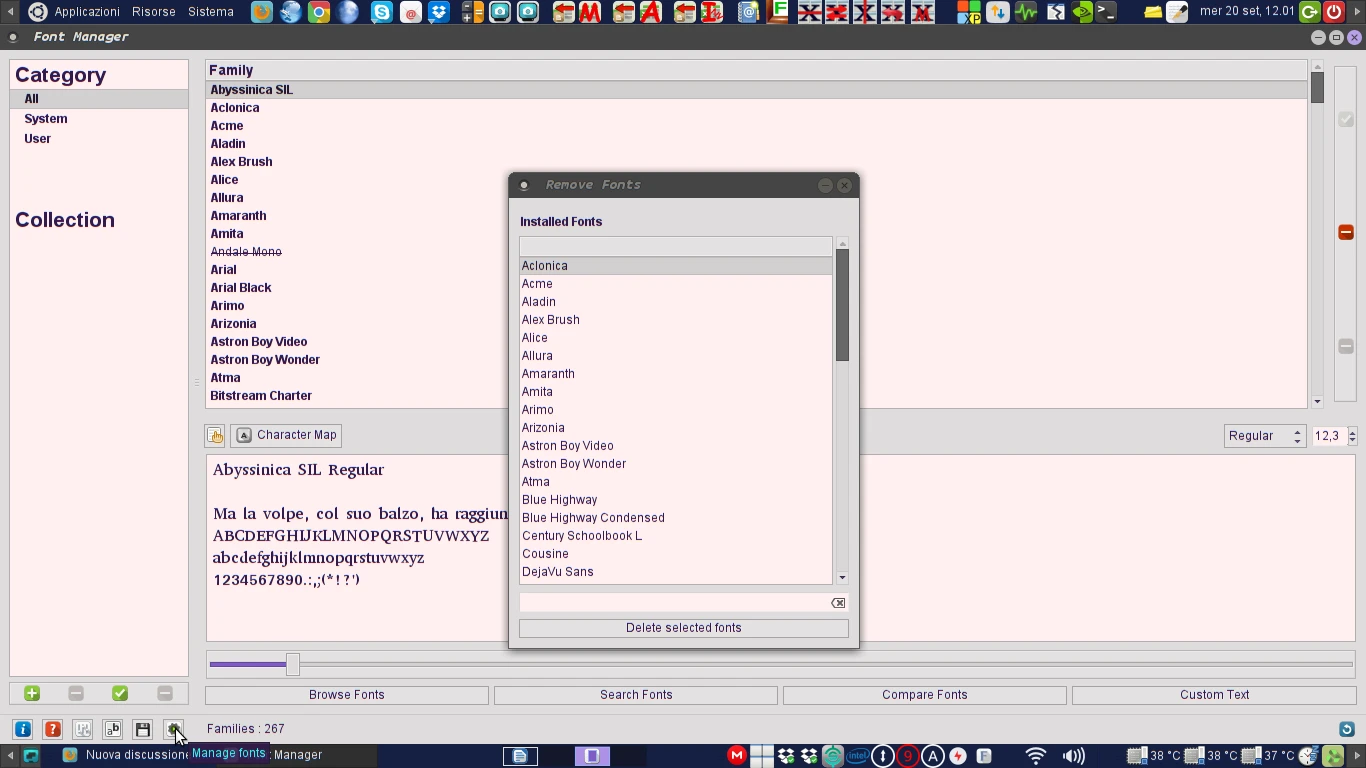 Applicazioni Risorse Sistema
mer 20 set, 12.01
Font Manager
Category
All
System
User
Collection
Family
Abyssinica SIL
Aclonica
Acme
Aladin
Alex Brush
Alice
Allura
Amaranth
Amita
Andale Mono
Arial
Arial Black
Arimo
Arizonia
Astron Boy Video
Astron Boy Wonder
Atma
Bitstream Charter
Remove Fonts
Installed Fonts
Aclonica
Acme
Aladin
Alex Brush
Alice
Allura
Amaranth
Amita
Arimo
Arizonia
Astron Boy Video
Astron Boy Wonder
Atma
Blue Highway
Blue Highway Condensed
Century Schoolbook L
Cousine
DejaVu Sans
Delete selected fonts
Character Map
Regular
12,3
Abyssinica SIL Regular
Ma la volpe, col suo balzo, ha raggiun
ABCDEFGHIJKLMNOPQRSTUVWXYZ
abcdefghijklmnopqrstuvwxyz
1234567890.:,;(*!?')
Browse Fonts
Search Fonts
Compare Fonts
Custom Text
Families : 267
Manage fonts
Nuova discussione
Manager
38 °C
38 °C
37 °C